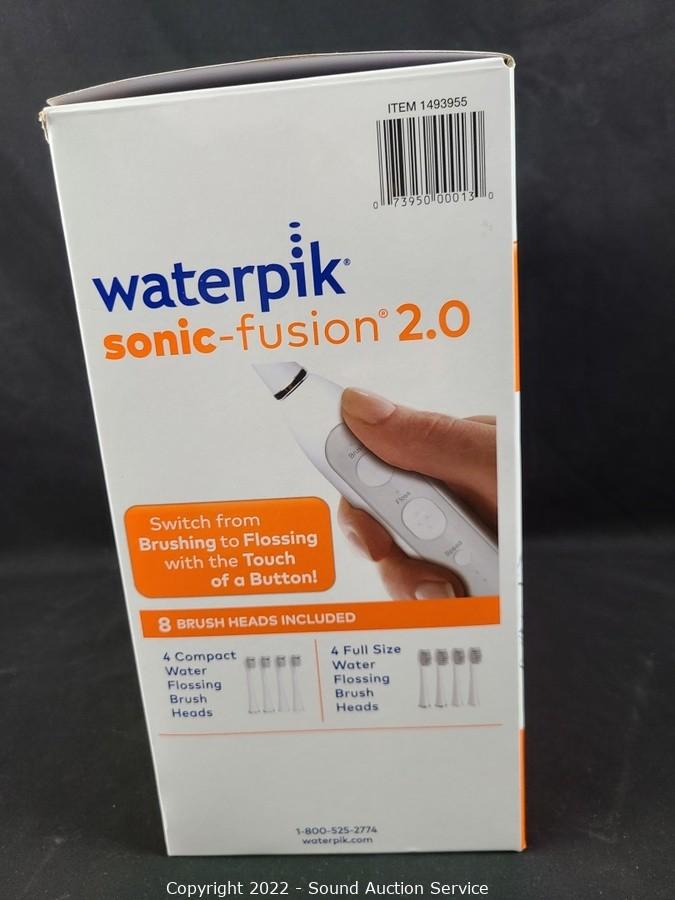 ITEM 1493955
0 73950 00013 0
waterpik®
sonic-fusion® 2.0
Brush
Floss
Switch from
Brushing to Flossing
with the Touch
of a Button!
8 BRUSH HEADS INCLUDED
4 Compact
Water
Flossing
Brush
Heads
4 Full Size
Water
Flossing
Brush
Heads
1-800-525-2774
waterpik.com
Copyright 2022 - Sound Auction Service